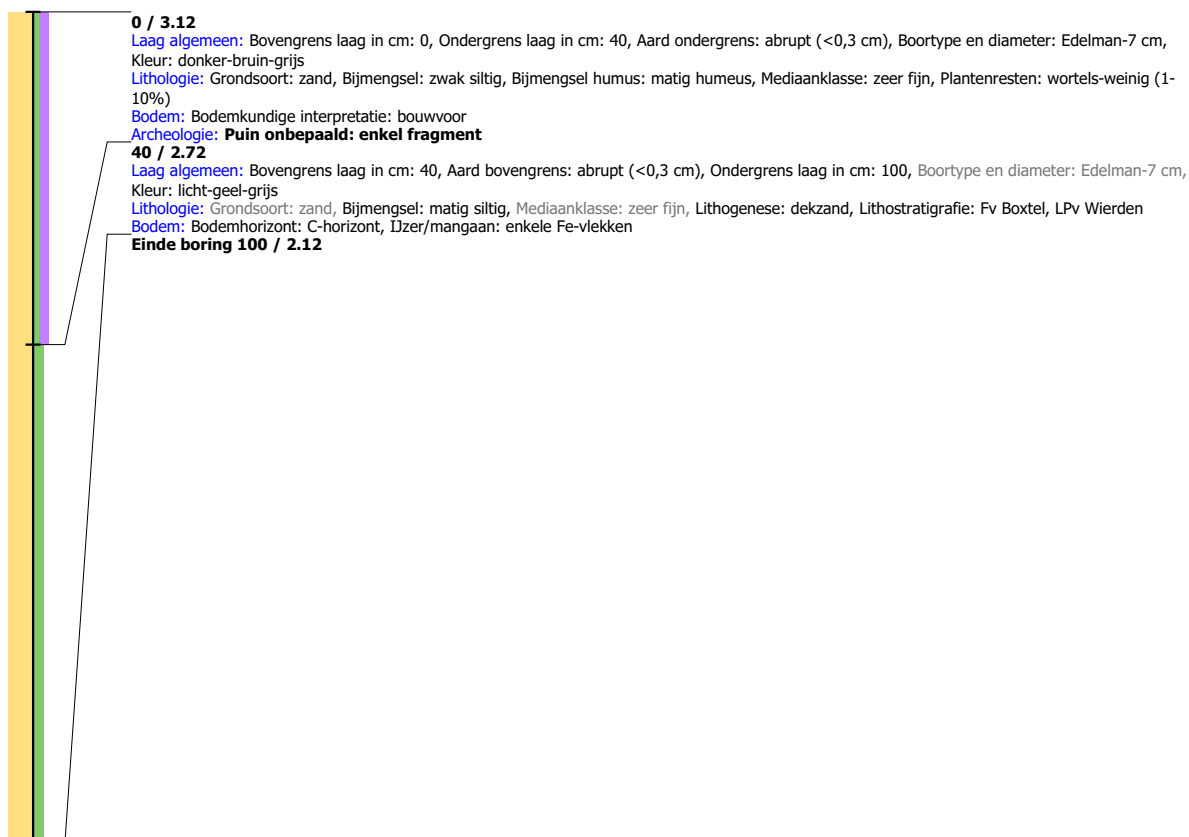 0 / 3.12
Laag algemeen: Bovengrens laag in cm: 0, Ondergrens laag in cm: 40, Aard ondergrens: abrupt (<0,3 cm), Boortype en diameter: Edelman-7 cm,
Kleur: donker-bruin-grijs
Lithologie: Grondsoort: zand, Bijmengsel: zwak siltig, Bijmengsel humus: matig humeus, Mediaanklasse: zeer fijn, Plantenresten: wortels-weinig (1-
10%)
Bodem: Bodemkundige interpretatie: bouwvoor
Archeologie: Puin onbepaald: enkel fragment
40 / 2.72
Laag algemeen: Bovengrens laag in cm: 40, Aard bovengrens: abrupt (<0,3 cm), Ondergrens laag in cm: 100, Boortype en diameter: Edelman-7 cm,
Kleur: licht-geel-grijs
Lithologie: Grondsoort: zand, Bijmengsel: matig siltig, Mediaanklasse: zeer fijn, Lithogenese: dekzand, Lithostratigrafie: Fv Boxtel, LPv Wierden
Bodem: Bodemhorizont: C-horizont, IJzer/mangaan: enkele Fe-vlekken
Einde boring 100 / 2.12